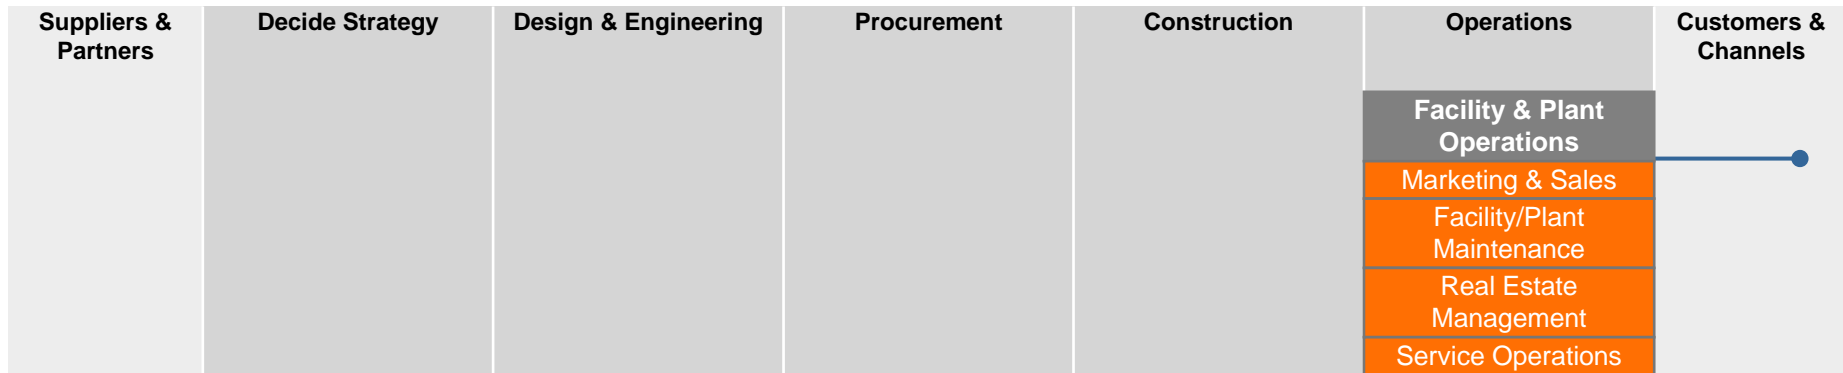 Suppliers &
Partners
Decide Strategy
Design & Engineering
Procurement
Construction
Operations
Customers &
Channels
Facility & Plant
Operations
Marketing & Sales
Facility/Plant
Maintenance
Real Estate
Management
Service Operations